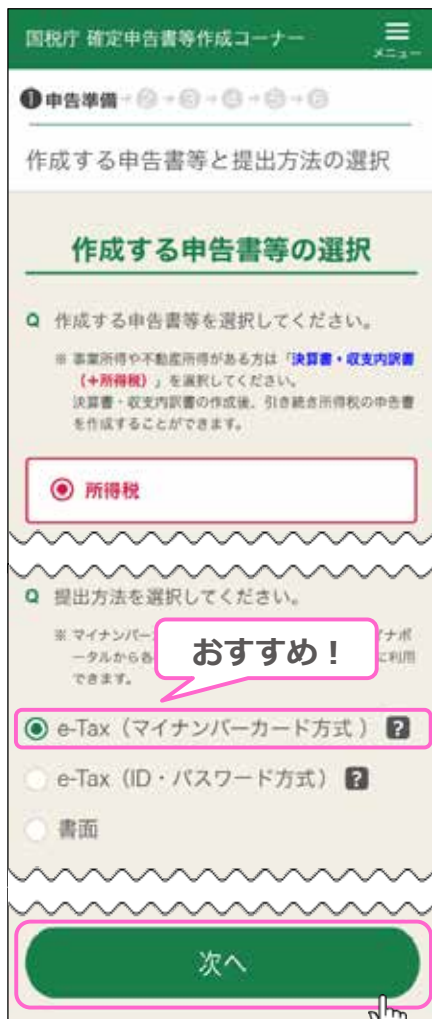 国税庁 確定申告書等作成コーナー
メニュー
❶申告準備→②→③→④→⑤→⑥
作成する申告書等と提出方法の選択
作成する申告書等の選択
Q 作成する申告書等を選択してください。
※ 事業所得や不動産所得がある方は「決算書・収支内訳書
(+所得税)」を選択してください。
決算書・収支内訳書の作成後、引き続き所得税の申告書
を作成することができます。
所得税
Q 提出方法を選択してください。
※ マイナンバー
ナポ
ータルから各
に利用
できます。
おすすめ！
e-Tax（マイナンバーカード方式）?
e-Tax（ID・パスワード方式）?
書面
次へ